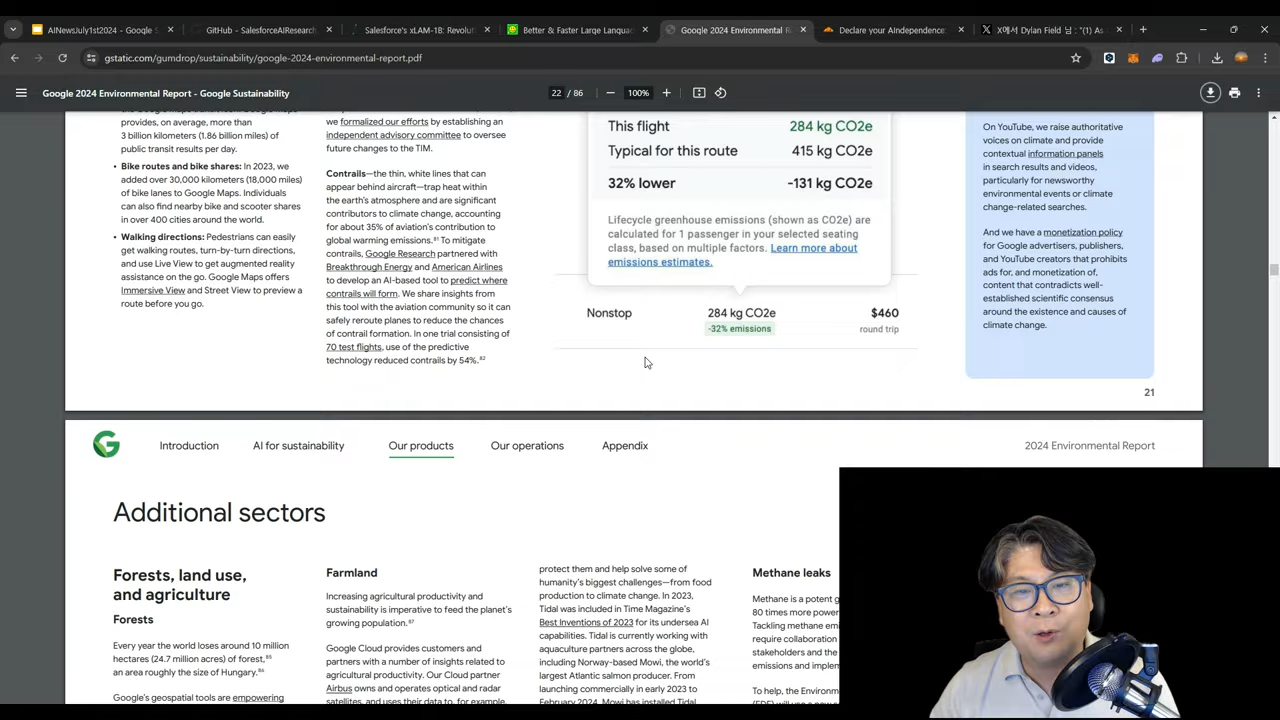 AINewsJuly1st2024 - Google S
GitHub - SalesforceAIResearch
Salesforce's xLAM-1B: Revolut
Better & Faster Large Languag
Google 2024 Environmental R
Declare your AIndependence:
X에서 Dylan Field 님 : "(1) As
gstatic.com/gumdrop/sustainability/google-2024-environmental-report.pdf
Google 2024 Environmental Report - Google Sustainability
22 / 86
100%
provides, on average, more than
3 billion kilometers (1.86 billion miles) of
public transit results per day.
• Bike routes and bike shares: In 2023, we
added over 30,000 kilometers (18,000 miles)
of bike lanes to Google Maps. Individuals
can also find nearby bike and scooter shares
in over 400 cities around the world.
• Walking directions: Pedestrians can easily
get walking routes, turn-by-turn directions,
and use Live View to get augmented reality
assistance on the go. Google Maps offers
Immersive View and Street View to preview a
route before you go.
we formalized our efforts by establishing an
independent advisory committee to oversee
future changes to the TIM.
Contrails—the thin, white lines that can
appear behind aircraft—trap heat within
the earth's atmosphere and are significant
contributors to climate change, accounting
for about 35% of aviation's contribution to
global warming emissions.81 To mitigate
contrails, Google Research partnered with
Breakthrough Energy and American Airlines
to develop an AI-based tool to predict where
contrails will form. We share insights from
this tool with the aviation community so it can
safely reroute planes to reduce the chances
of contrail formation. In one trial consisting of
70 test flights, use of the predictive
technology reduced contrails by 54%.82
This flight 284 kg CO2e
Typical for this route 415 kg CO2e
32% lower -131 kg CO2e
Lifecycle greenhouse emissions (shown as CO2e) are
calculated for 1 passenger in your selected seating
class, based on multiple factors. Learn more about
emissions estimates.
Nonstop 284 kg CO2e $460
-32% emissions round trip
On YouTube, we raise authoritative
voices on climate and provide
contextual information panels
in search results and videos,
particularly for newsworthy
environmental events or climate
change-related searches.
And we have a monetization policy
for Google advertisers, publishers,
and YouTube creators that prohibits
ads for, and monetization of,
content that contradicts well-
established scientific consensus
around the existence and causes of
climate change.
21
G
Introduction AI for sustainability Our products Our operations Appendix
2024 Environmental Report
Additional sectors
Forests, land use,
and agriculture
Forests
Every year the world loses around 10 million
hectares (24.7 million acres) of forest,85
an area roughly the size of Hungary.86
Google's geospatial tools are empowering
Farmland
Increasing agricultural productivity and
sustainability is imperative to feed the planet's
growing population.87
Google Cloud provides customers and
partners with a number of insights related to
agricultural productivity. Our Cloud partner
Airbus owns and operates optical and radar
satellites, and uses their data to, for example,
protect them and help solve some of
humanity's biggest challenges—from food
production to climate change. In 2023,
Tidal was included in Time Magazine's
Best Inventions of 2023 for its undersea AI
capabilities. Tidal is currently working with
aquaculture partners across the globe,
including Norway-based Mowi, the world's
largest Atlantic salmon producer. From
launching commercially in early 2023 to
February 2024, Mowi has installed Tidal
Methane leaks
Methane is a potent g
80 times more power
Tackling methane em
require collaboration
stakeholders and the
emissions and implem
To help, the Environm